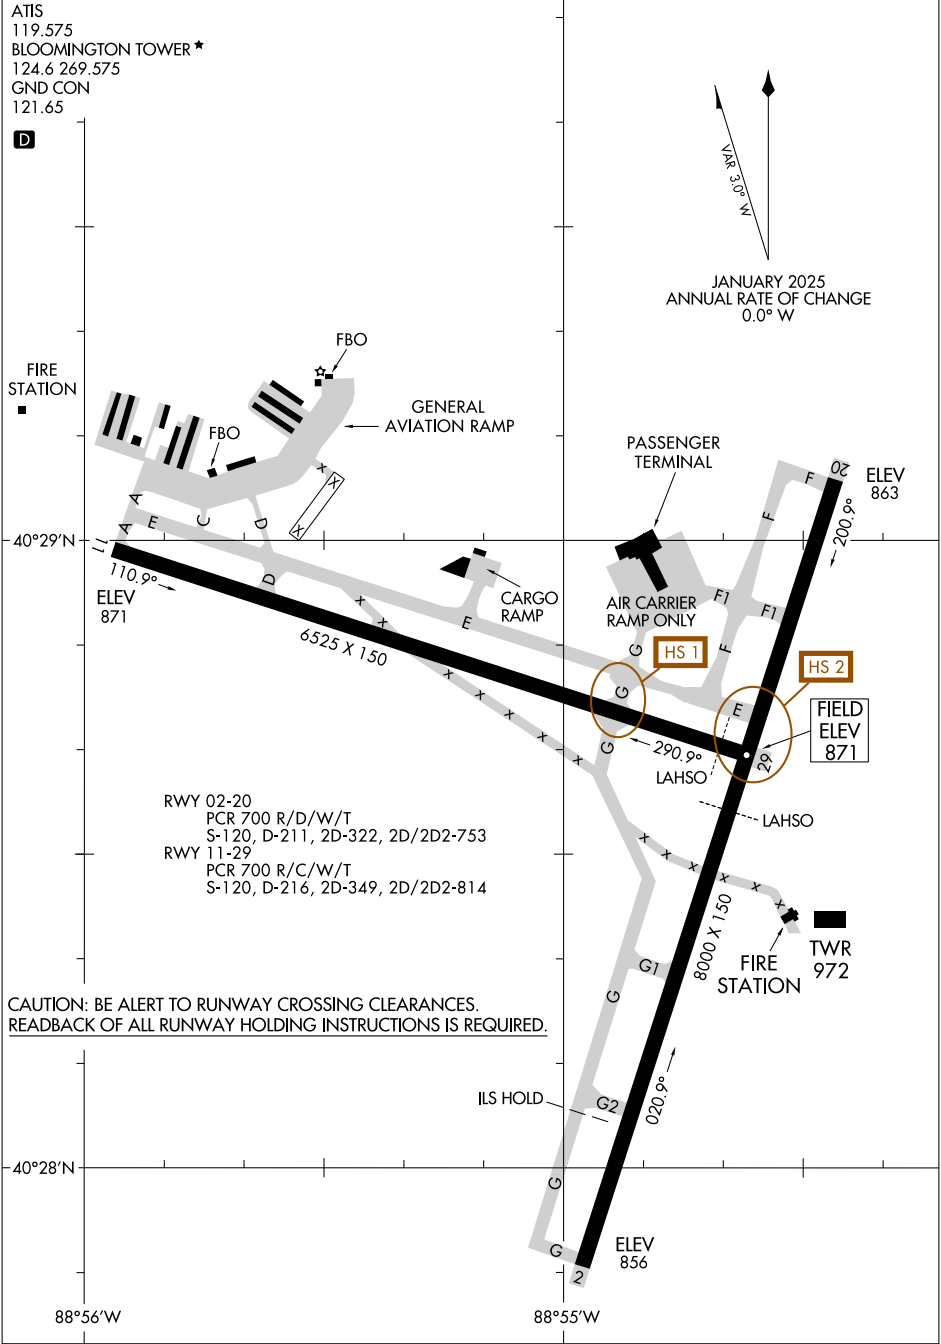 ATIS
119.575
BLOOMINGTON TOWER
124.6 269.575
GND CON
121.65
D
VAR 3.0° W
JANUARY 2025
ANNUAL RATE OF CHANGE
0.0° W
FBO
FIRE
STATION
GENERAL
AVIATION RAMP
FBO
PASSENGER
TERMINAL
20
ELEV
863
F
F
200.9°
A
A
E
C
D
X
X
X
40°29'N
11
110.9°
ELEV
871
D
CARGO
RAMP
AIR CARRIER
RAMP ONLY
F1
F1
X
X
E
6525 X 150
G
F
HS 1
HS 2
X
X
X
X
X
G
E
FIELD
ELEV
871
G
290.9°
29
LAHSO
LAHSO
RWY 02-20
PCR 700 R/D/W/T
S-120, D-211, 2D-322, 2D/2D2-753
RWY 11-29
PCR 700 R/C/W/T
S-120, D-216, 2D-349, 2D/2D2-814
X
X
X
X
X
X
8000 X 150
TWR
972
FIRE
STATION
G1
G
CAUTION: BE ALERT TO RUNWAY CROSSING CLEARANCES.
READBACK OF ALL RUNWAY HOLDING INSTRUCTIONS IS REQUIRED.
020.9°
ILS HOLD
G2
40°28'N
G
G
ELEV
856
2
88°56'W
88°55'W